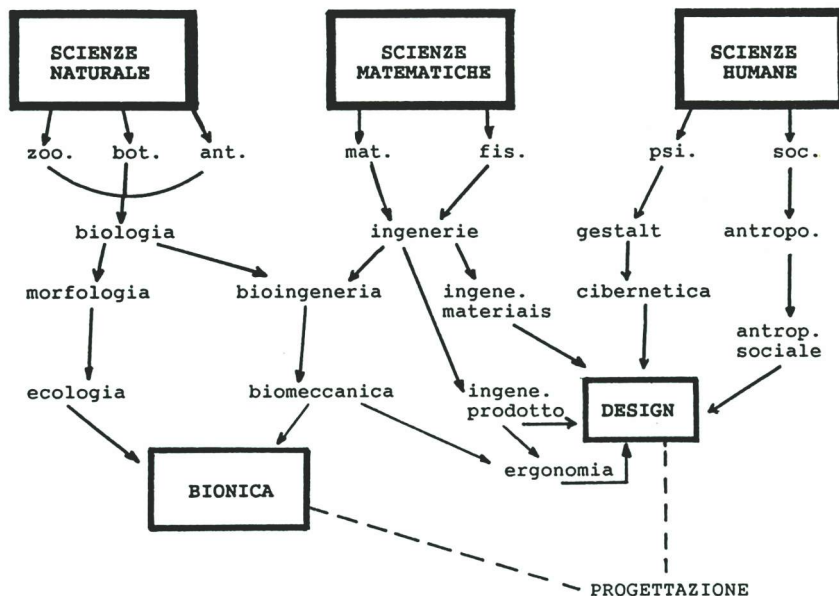 SCIENZE
NATURALE
SCIENZE
MATEMATICHE
SCIENZE
HUMANE
zoo. bot. ant. mat. fis. psi. soc.
biologia ingenerie gestalt antropo.
morfologia bioingeneria ingene.
materiais cibernetica
antrop.
sociale
ecologia biomeccanica ingene.
prodotto DESIGN
ergonomia
BIONICA
PROGETTAZIONE